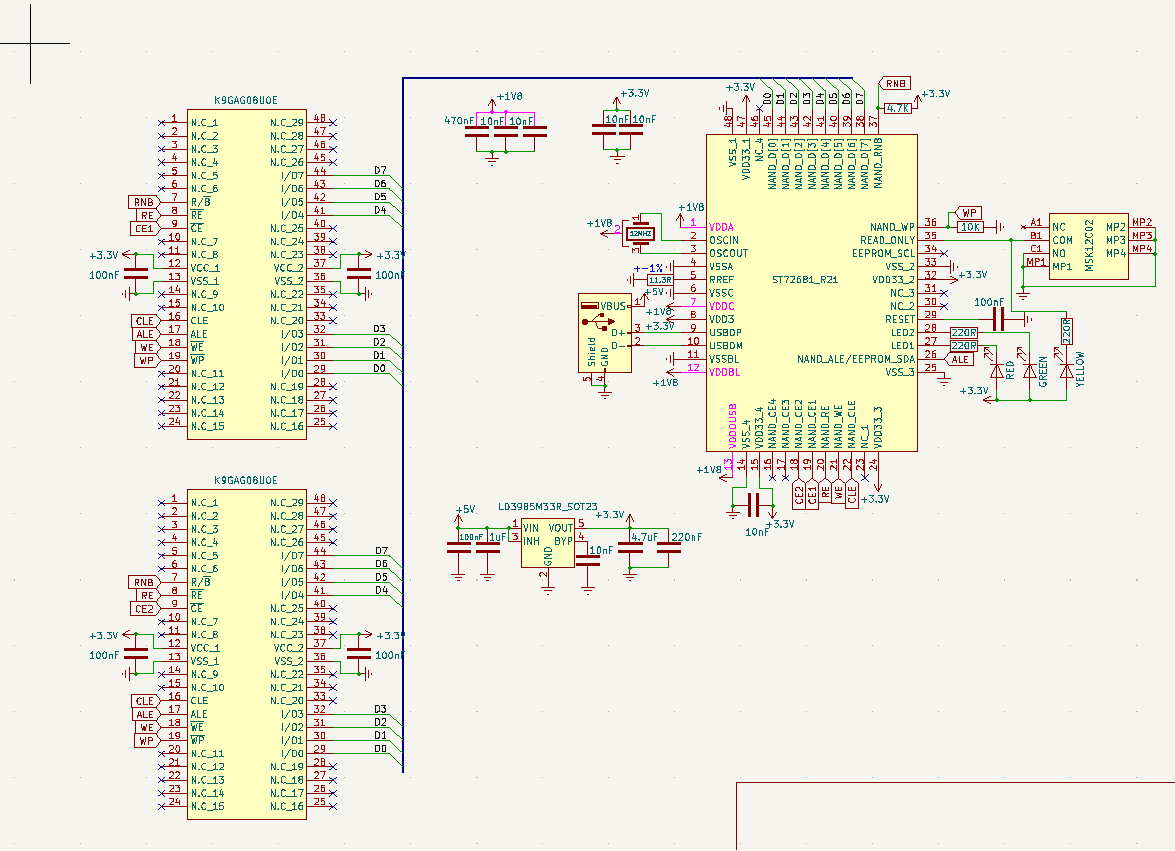 K9GAG08U0E
1 N.C_1 N.C_29 48
2 N.C_2 N.C_28 47
3 N.C_3 N.C_27 46
4 N.C_4 N.C_26 45
5 N.C_5 I/O7 44 D7
6 N.C_6 I/O6 43 D6
RNB 7 R/B I/O5 42 D5
RE 8 RE I/O4 41 D4
CE1 9 CE N.C_25 40
10 N.C_7 N.C_24 39
+3.3V 11 N.C_8 N.C_23 38 +3.3V
100nF 12 VCC_1 VCC_2 37 100nF
13 VSS_1 VSS_2 36
14 N.C_9 N.C_22 35
15 N.C_10 N.C_21 34
CLE 16 CLE N.C_20 33
ALE 17 ALE I/O3 32 D3
WE 18 WE I/O2 31 D2
WP 19 WP I/O1 30 D1
20 N.C_11 I/O0 29 D0
21 N.C_12 N.C_19 28
22 N.C_13 N.C_18 27
23 N.C_14 N.C_17 26
24 N.C_15 N.C_16 25
K9GAG08U0E
1 N.C_1 N.C_29 48
2 N.C_2 N.C_28 47
3 N.C_3 N.C_27 46
4 N.C_4 N.C_26 45
5 N.C_5 I/O7 44 D7
6 N.C_6 I/O6 43 D6
RNB 7 R/B I/O5 42 D5
RE 8 RE I/O4 41 D4
CE2 9 CE N.C_25 40
10 N.C_7 N.C_24 39
+3.3V 11 N.C_8 N.C_23 38 +3.3V
100nF 12 VCC_1 VCC_2 37 100nF
13 VSS_1 VSS_2 36
14 N.C_9 N.C_22 35
15 N.C_10 N.C_21 34
CLE 16 CLE N.C_20 33
ALE 17 ALE I/O3 32 D3
WE 18 WE I/O2 31 D2
WP 19 WP I/O1 30 D1
20 N.C_11 I/O0 29 D0
21 N.C_12 N.C_19 28
22 N.C_13 N.C_18 27
23 N.C_14 N.C_17 26
24 N.C_15 N.C_16 25
+1V8
470nF 10nF 10nF
+3.3V
10nF 10nF
+3.3V D0 D1 D2 D3 D4 D5 D6 D7 RNB
4.7K +3.3V
48 47 46 45 44 43 42 41 40 39 38 37
VSS_1 VDD33_1 NC_4 NAND_D[0] NAND_D[1] NAND_D[2] NAND_D[3] NAND_D[4] NAND_D[5] NAND_D[6] NAND_D[7] NAND_RNB
ST72681_R21
+1V8 1 VDDA
2 OSCIN
3 OSCOUT
4 VSSA
5 RREF
6 VSSC
+1V8 7 VDDC
+3.3V 8 VDD3
9 USBDP
10 USBDM
11 VSSBL
+1V8 12 VDDBL
+1V8 1 2 3 12MHZ
+-1%
11.3R
+5V
VBUS 1
D+ 3
D- 2
Shield GND
5 4
NAND_WP 36 WP
10K
READ_ONLY 35
EEPROM_SCL 34
VSS_2 33
VDD33_2 32 +3.3V
NC_3 31
NC_2 30
RESET 29 100nF
LED2 28 220R
LED1 27 220R
NAND_ALE/EEPROM_SDA 26 ALE
VSS_3 25
220R
RED GREEN YELLOW
+3.3V
A1 NC MP2 MP2
B1 COM MP3 MP3
C1 NO MP4 MP4
MP1 MP1
MSK12C02
VDDOUSB VSS_4 VDD33_4 NAND_CE4 NAND_CE3 NAND_CE2 NAND_CE1 NAND_RE NAND_WE NAND_CLE NC_1 VDD33_3
13 14 15 16 17 18 19 20 21 22 23 24
+1V8 CE2 CE1 RE WE CLE +3.3V
10nF +3.3V
LD3985M33R_SOT23
+5V 1 VIN VOUT 5 +3.3V
100nF 1uF 3 INH BYP 4 10nF 4.7uF 220nF
GND
2